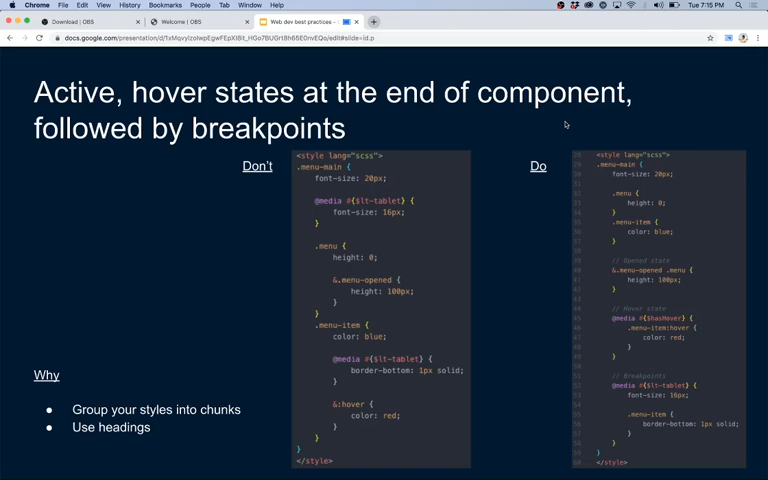 Chrome File Edit View History Bookmarks People Tab Window Help
Tu 7:15 PM
Download | OBS
Welcome | OBS
Web dev best practices -
Active, hover states at the end of component,
followed by breakpoints
Don't
<style lang="scss">
.menu-main {
font-size: 20px;
@media #{$lt-tablet} {
font-size: 16px;
}
.menu {
height: 0;
&.menu-opened {
height: 100px;
}
}
.menu-item {
color: blue;
@media #{$lt-tablet} {
border-bottom: 1px solid;
}
&:hover {
color: red;
}
}
}
</style>
Do
<style lang="scss">
.menu-main {
font-size: 20px;
.menu {
height: 0;
}
.menu-item {
color: blue;
}
// Opened state
&.menu-opened .menu {
height: 100px;
}
// Hover state
@media #{$hasHover} {
.menu-item:hover {
color: red;
}
}
// Breakpoints
@media #{$lt-tablet} {
font-size: 16px;
.menu-item {
border-bottom: 1px solid;
}
}
}
</style>
Why
● Group your styles into chunks
● Use headings